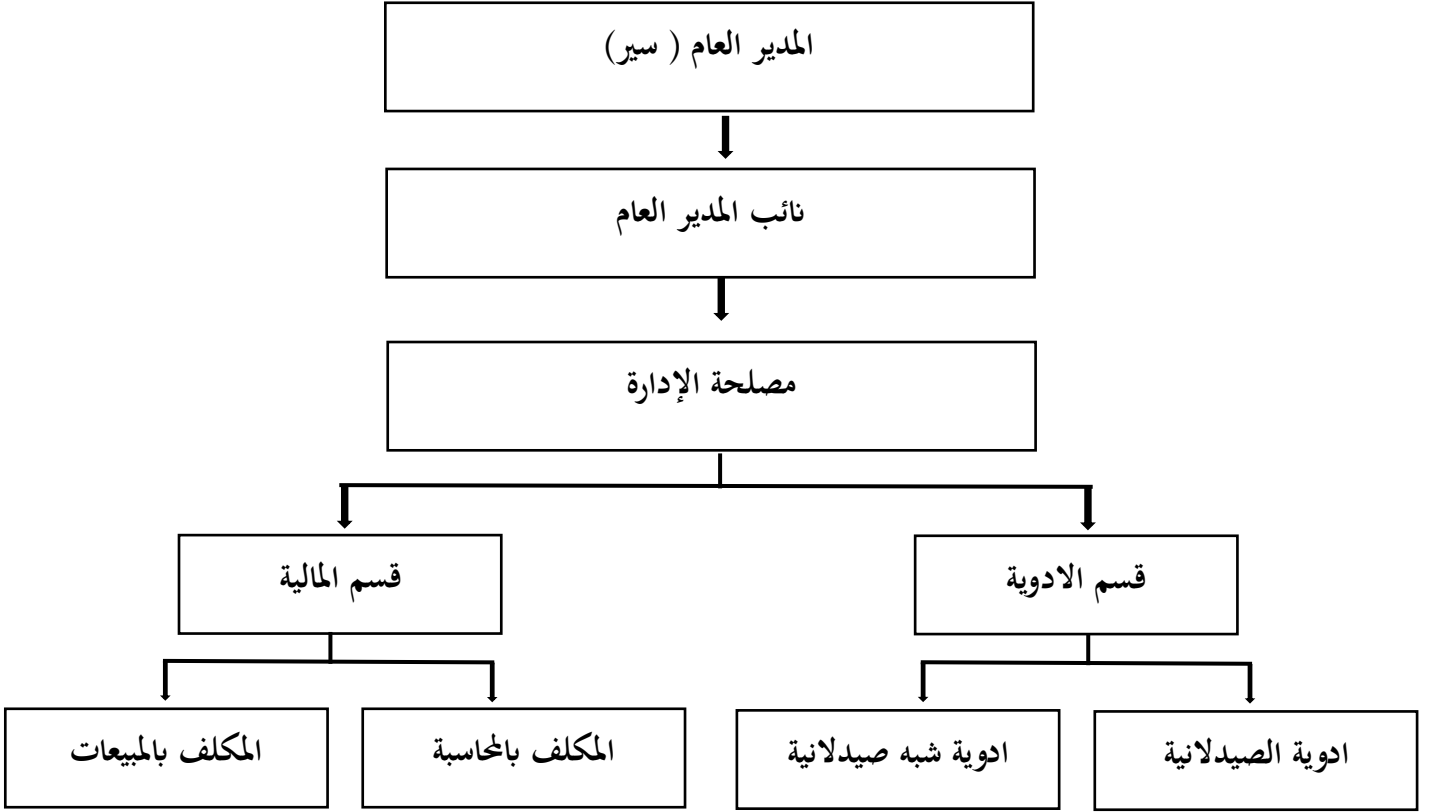 المدير العام ( سير)
نائب المدير العام
مصلحة الإدارة
قسم الادوية
قسم المالية
ادوية الصيدلانية
ادوية شبه صيدلانية
المكلف بالمحاسبة
المكلف بالمبيعات